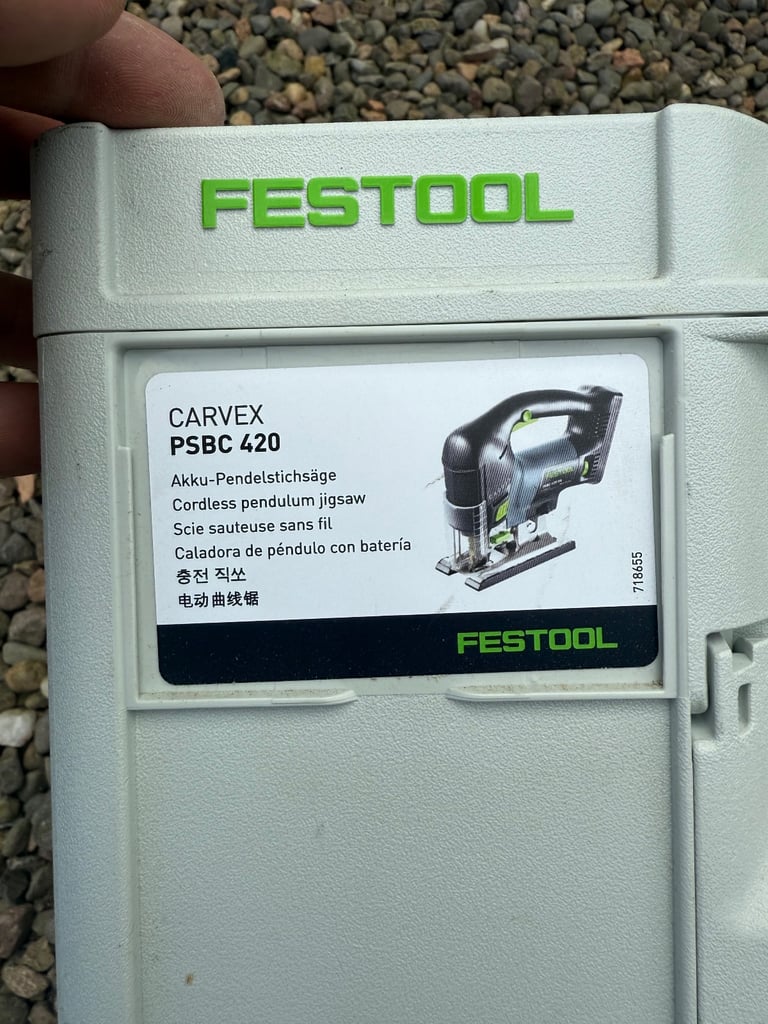 FESTOOL
CARVEX
PSBC 420
Akku-Pendelstichsäge
Cordless pendulum jigsaw
Scie sauteuse sans fil
Caladora de péndulo con batería
충전 직쏘
电动曲线锯
718655
FESTOOL
FESTOOL